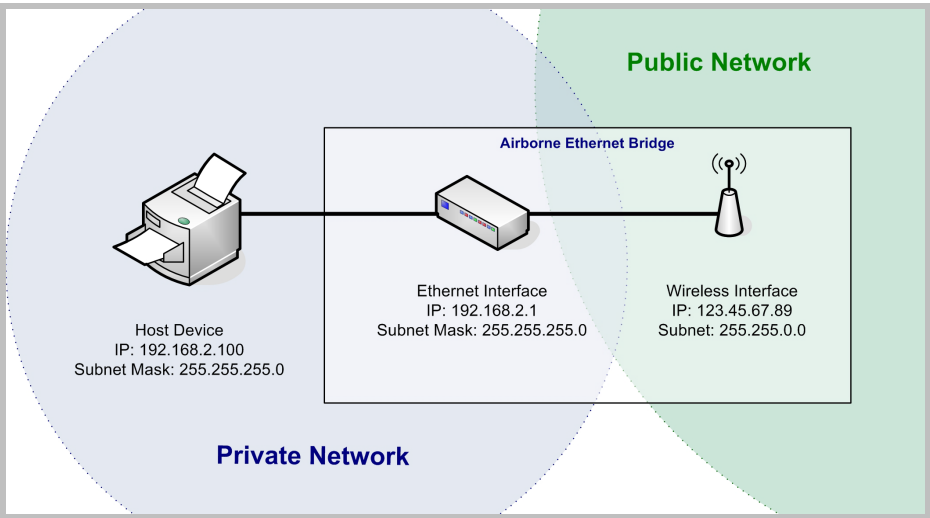 Public Network
Airborne Ethernet Bridge
Ethernet Interface
IP: 192.168.2.1
Subnet Mask: 255.255.255.0
Wireless Interface
IP: 123.45.67.89
Subnet: 255.255.0.0
Host Device
IP: 192.168.2.100
Subnet Mask: 255.255.255.0
Private Network